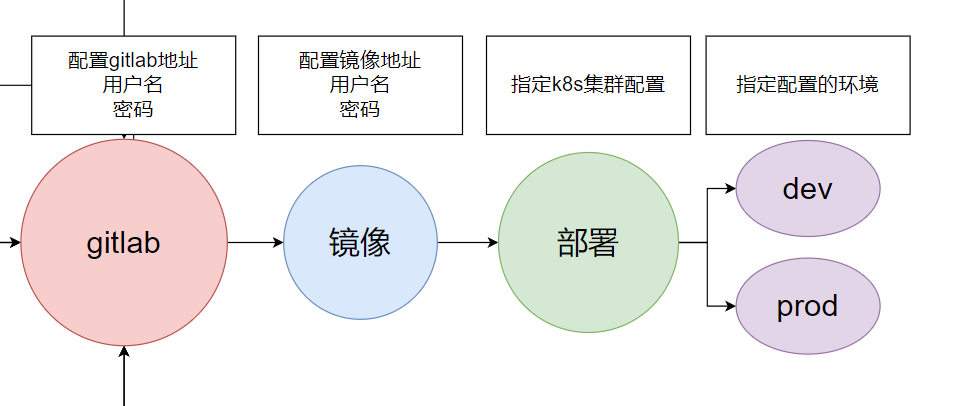 配置gitlab地址
用户名
密码
配置镜像地址
用户名
密码
指定k8s集群配置
指定配置的环境
gitlab
镜像
部署
dev
prod